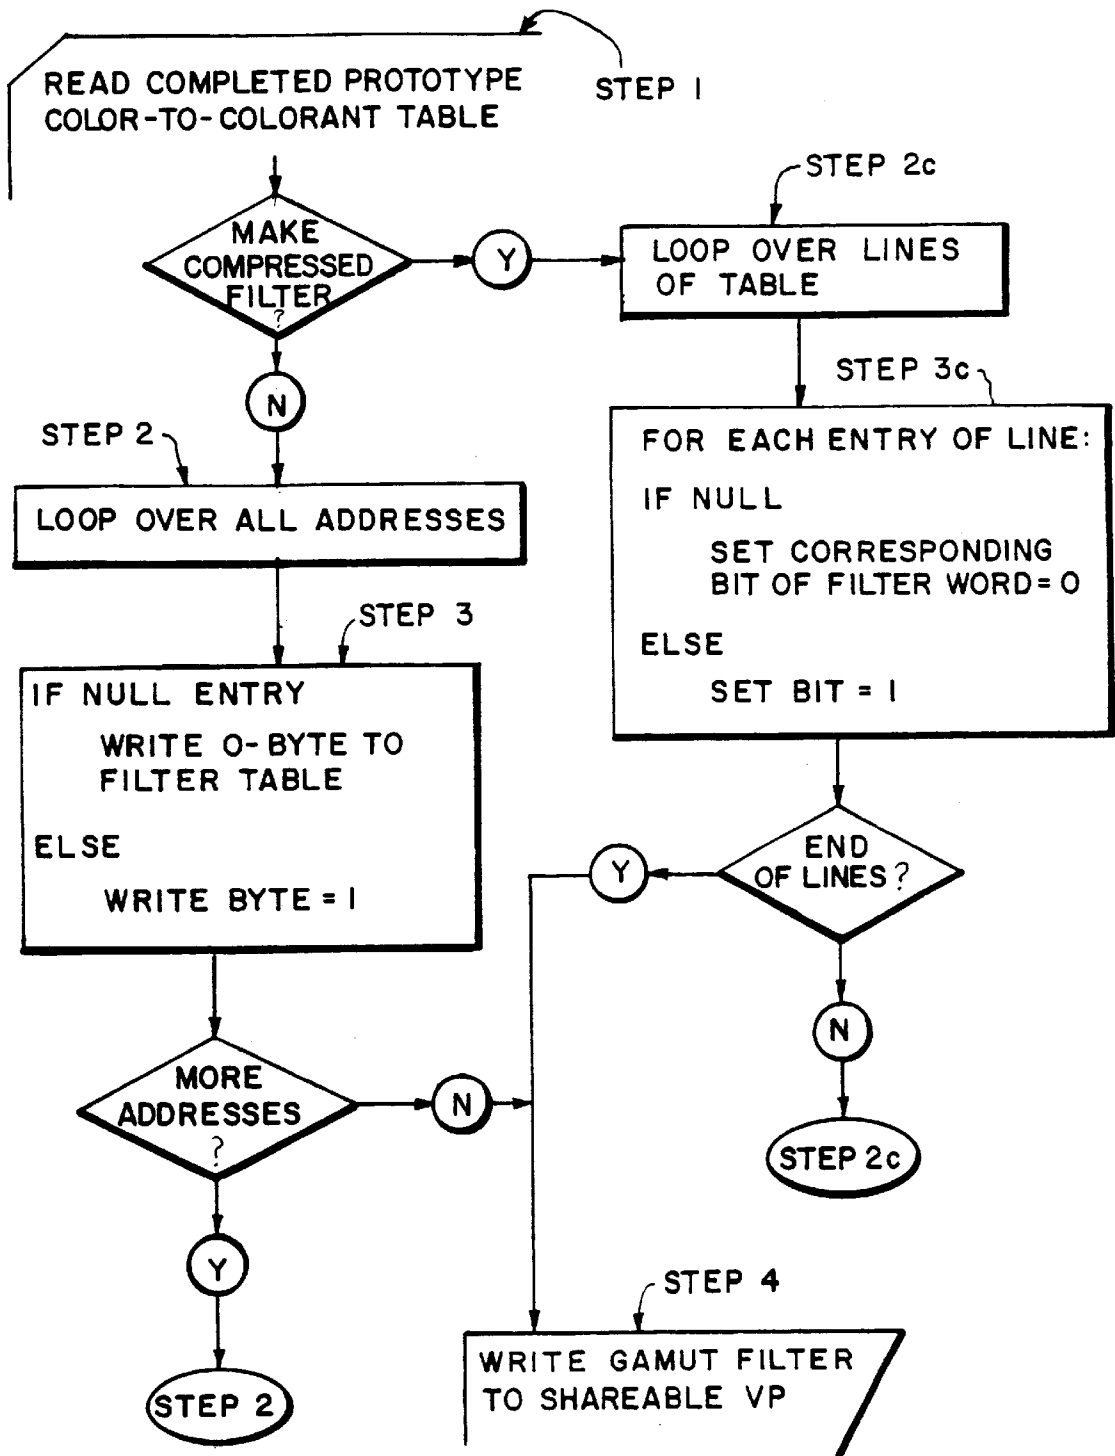 READ COMPLETED PROTOTYPE
COLOR-TO-COLORANT TABLE
STEP 1
MAKE
COMPRESSED
FILTER
?
Y
STEP 2c
LOOP OVER LINES
OF TABLE
N
STEP 2
LOOP OVER ALL ADDRESSES
STEP 3c
FOR EACH ENTRY OF LINE:
IF NULL
SET CORRESPONDING
BIT OF FILTER WORD = 0
ELSE
SET BIT = 1
STEP 3
IF NULL ENTRY
WRITE 0-BYTE TO
FILTER TABLE
ELSE
WRITE BYTE = 1
END
OF LINES?
Y
N
STEP 2c
MORE
ADDRESSES
?
N
Y
STEP 2
STEP 4
WRITE GAMUT FILTER
TO SHAREABLE VP